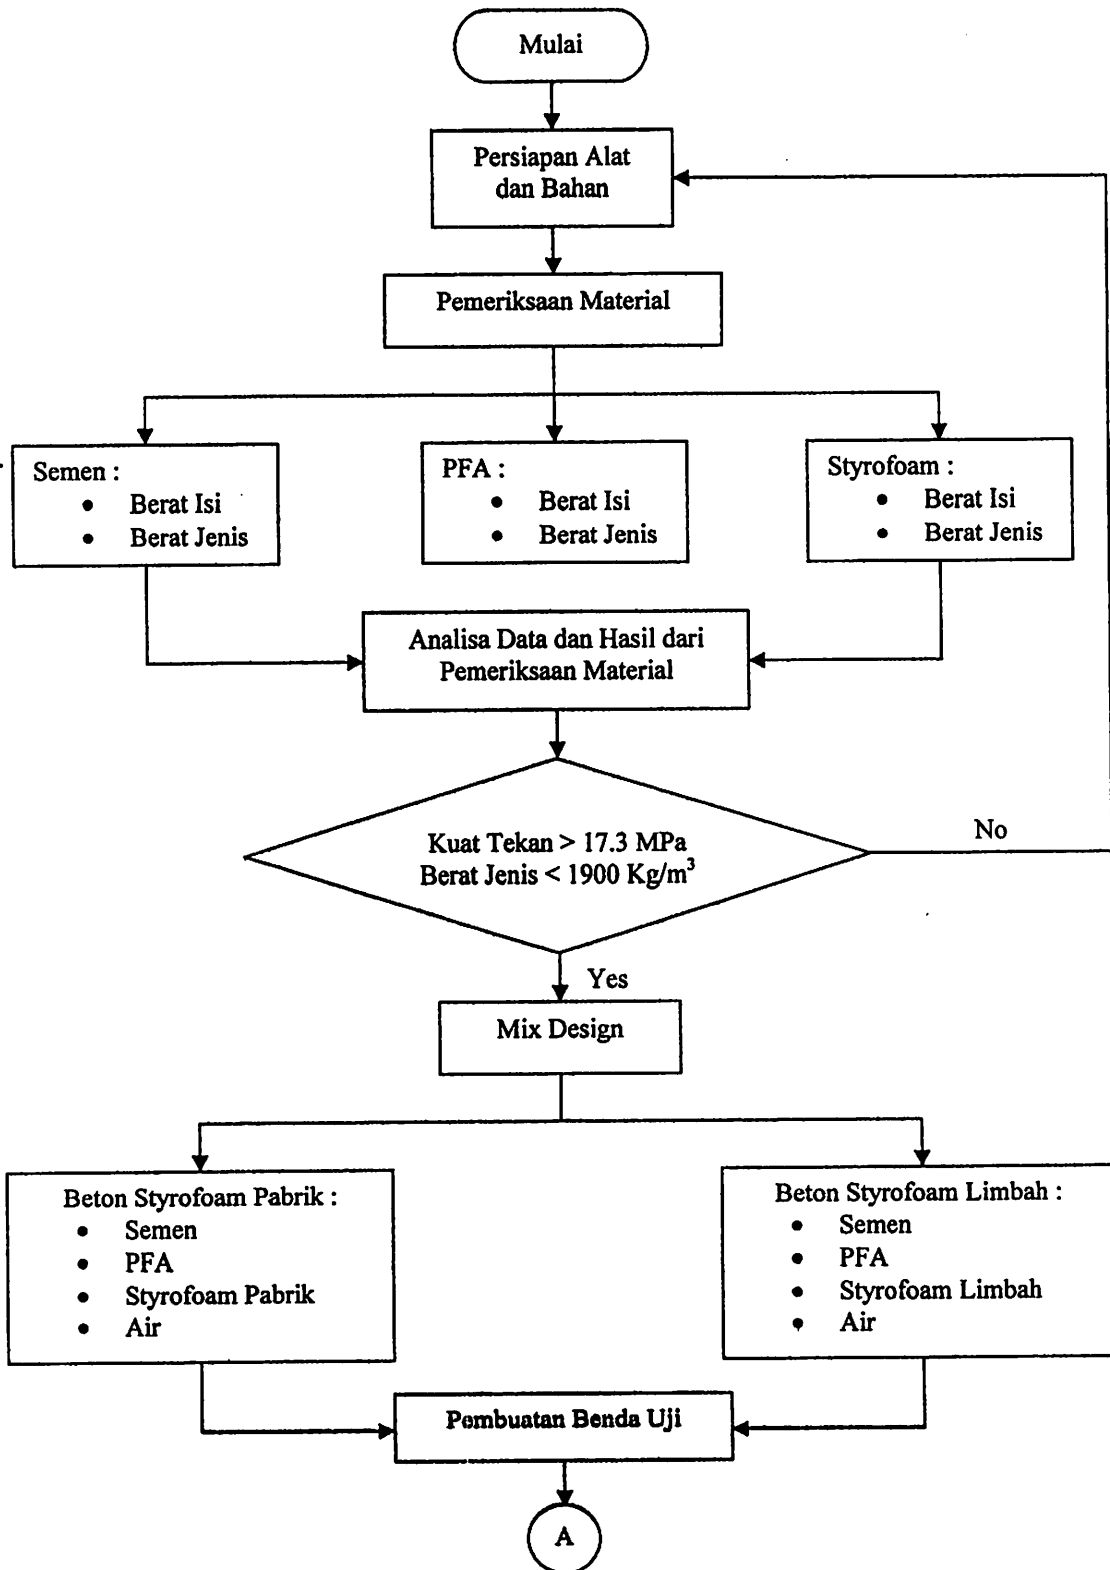 Mulai
Persiapan Alat
dan Bahan
Pemeriksaan Material
Semen :
• Berat Isi
• Berat Jenis
PFA :
• Berat Isi
• Berat Jenis
Styrofoam :
• Berat Isi
• Berat Jenis
Analisa Data dan Hasil dari
Pemeriksaan Material
Kuat Tekan > 17.3 MPa
Berat Jenis < 1900 Kg/m³
No
Yes
Mix Design
Beton Styrofoam Pabrik :
• Semen
• PFA
• Styrofoam Pabrik
• Air
Beton Styrofoam Limbah :
• Semen
• PFA
• Styrofoam Limbah
• Air
Pembuatan Benda Uji
A